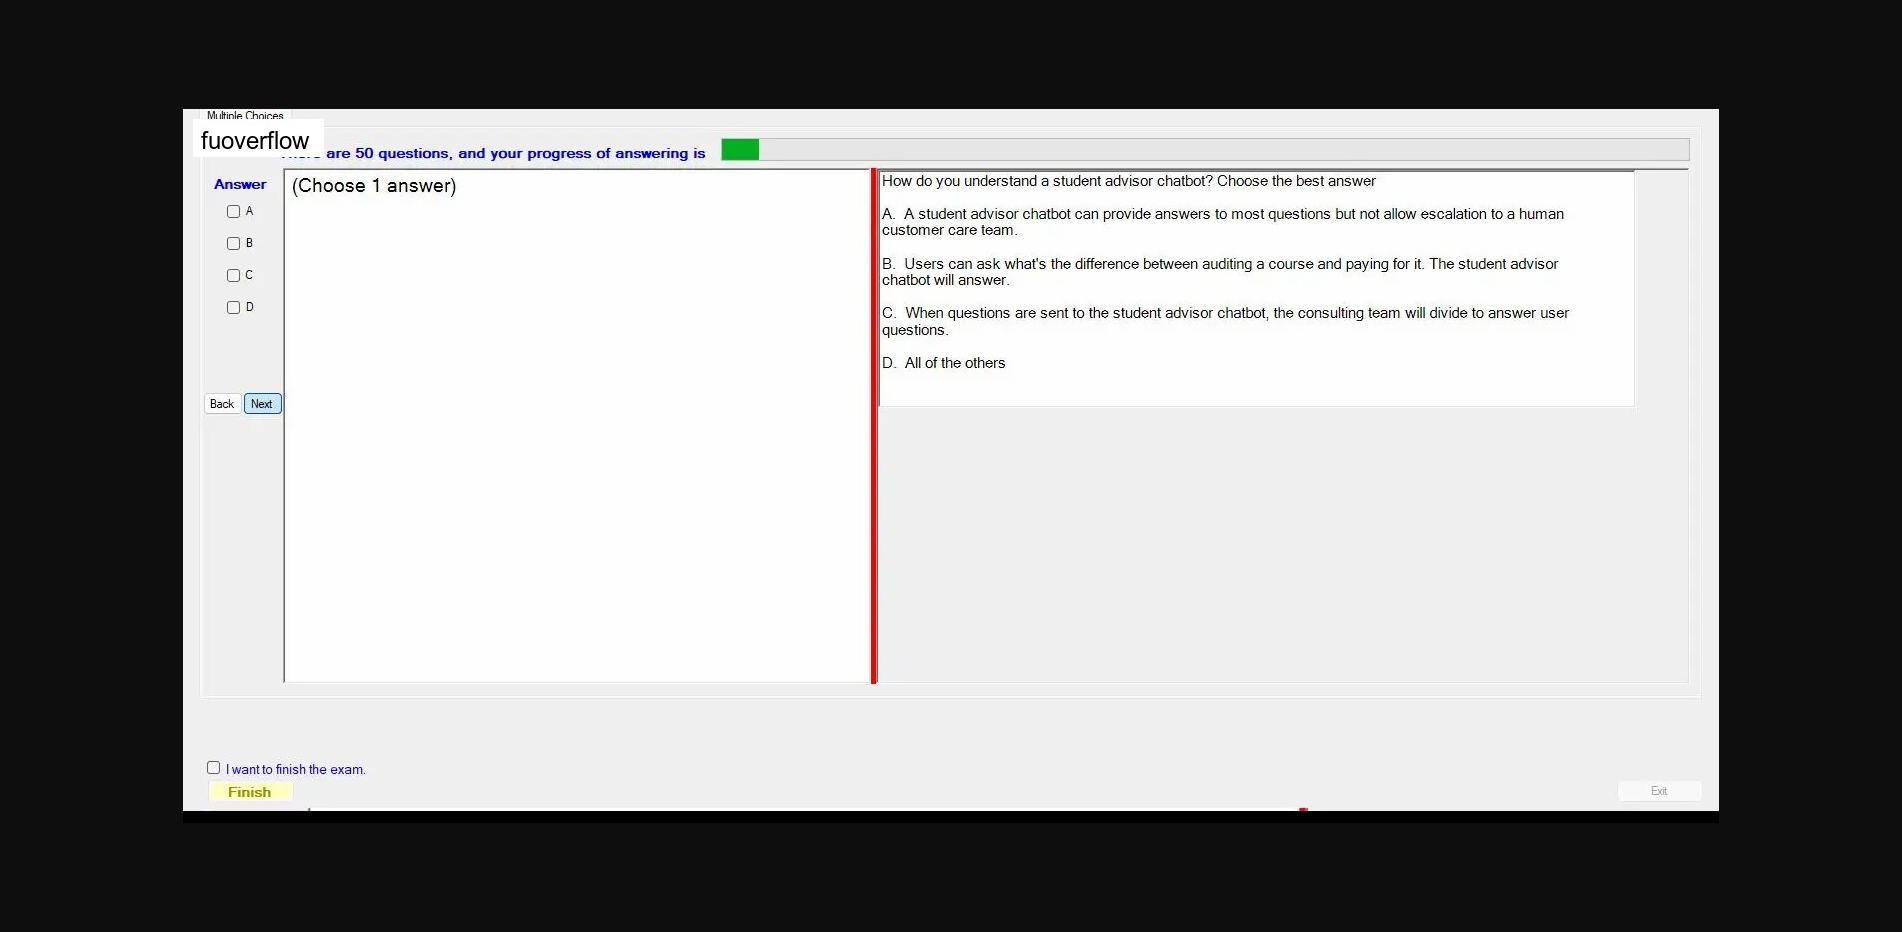 Multiple Choices
fuoverflow
are 50 questions, and your progress of answering is
Answer
A
B
C
D
Back Next
(Choose 1 answer)
How do you understand a student advisor chatbot? Choose the best answer
A. A student advisor chatbot can provide answers to most questions but not allow escalation to a human
customer care team.
B. Users can ask what's the difference between auditing a course and paying for it. The student advisor
chatbot will answer.
C. When questions are sent to the student advisor chatbot, the consulting team will divide to answer user
questions.
D. All of the others
I want to finish the exam.
Finish
Exit